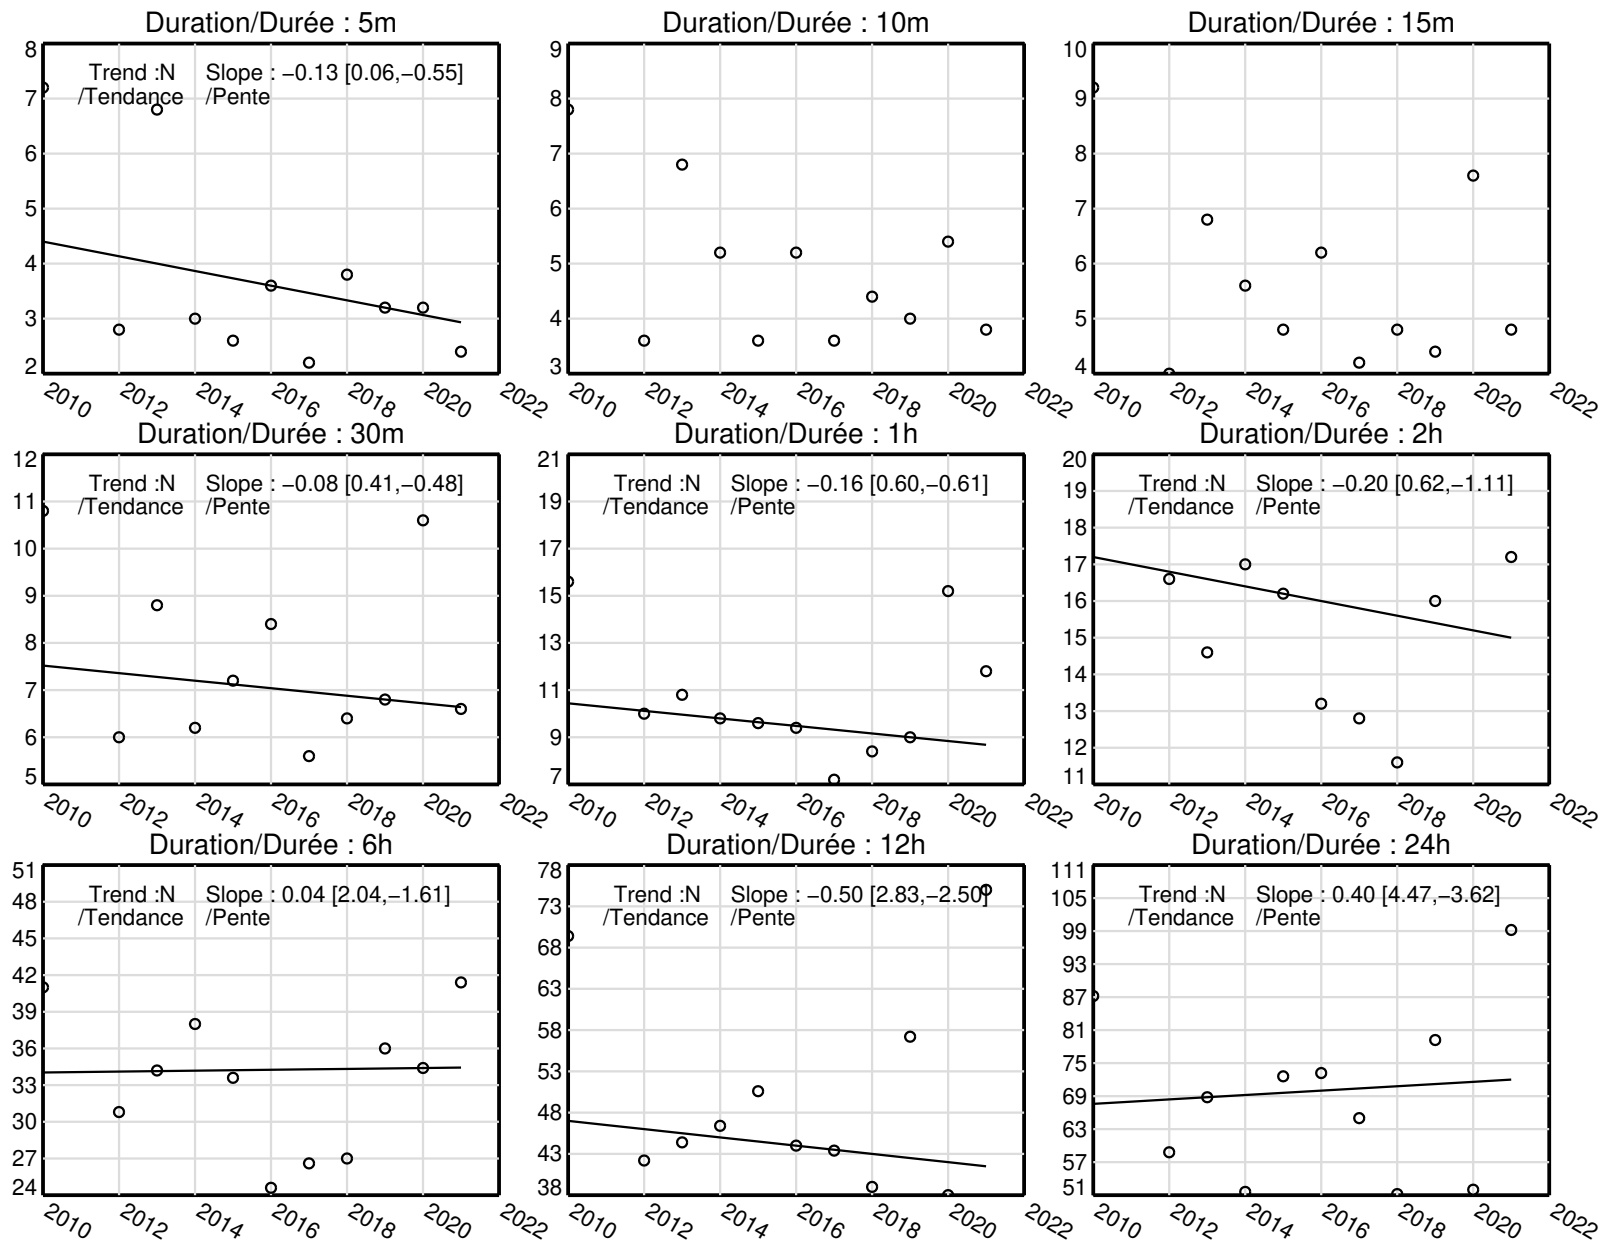 Duration/Durée : 5m
8
7
6
5
4
3
2
Trend :N Slope : −0.13 [0.06,−0.55]
/Tendance /Pente
2010 2012 2014 2016 2018 2020 2022
Duration/Durée : 10m
9
8
7
6
5
4
3
2010 2012 2014 2016 2018 2020 2022
Duration/Durée : 15m
10
9
8
7
6
5
4
2010 2012 2014 2016 2018 2020 2022
Duration/Durée : 30m
12
11
10
9
8
7
6
5
Trend :N Slope : −0.08 [0.41,−0.48]
/Tendance /Pente
2010 2012 2014 2016 2018 2020 2022
Duration/Durée : 1h
21
19
17
15
13
11
9
7
Trend :N Slope : −0.16 [0.60,−0.61]
/Tendance /Pente
2010 2012 2014 2016 2018 2020 2022
Duration/Durée : 2h
20
19
18
17
16
15
14
13
12
11
Trend :N Slope : −0.20 [0.62,−1.11]
/Tendance /Pente
2010 2012 2014 2016 2018 2020 2022
Duration/Durée : 6h
51
48
45
42
39
36
33
30
27
24
Trend :N Slope : 0.04 [2.04,−1.61]
/Tendance /Pente
2010 2012 2014 2016 2018 2020 2022
Duration/Durée : 12h
78
73
68
63
58
53
48
43
38
Trend :N Slope : −0.50 [2.83,−2.50]
/Tendance /Pente
2010 2012 2014 2016 2018 2020 2022
Duration/Durée : 24h
111
105
99
93
87
81
75
69
63
57
51
Trend :N Slope : 0.40 [4.47,−3.62]
/Tendance /Pente
2010 2012 2014 2016 2018 2020 2022